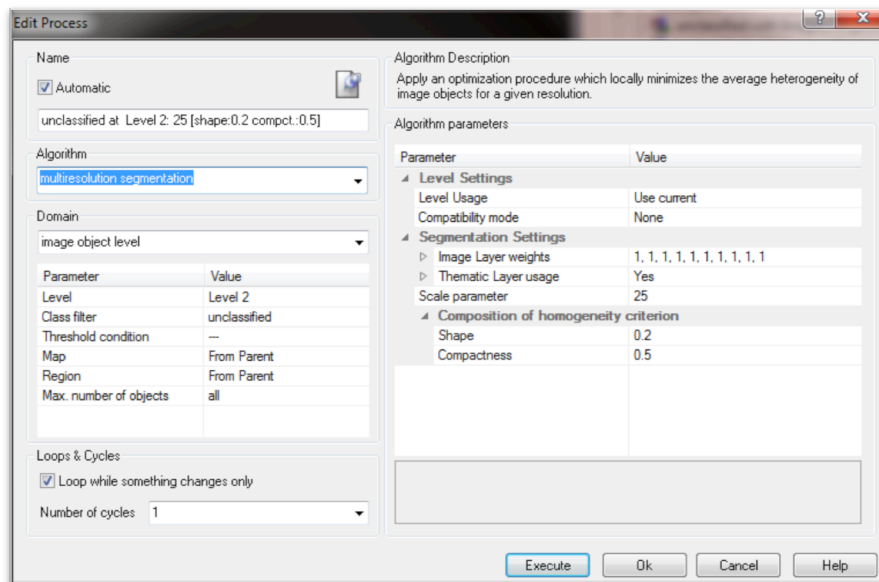 Edit Process
Name
Automatic
unclassified at Level 2: 25 [shape:0.2 compct.:0.5]
Algorithm
multiresolution segmentation
Domain
image object level
Parameter Value
Level Level 2
Class filter unclassified
Threshold condition ---
Map From Parent
Region From Parent
Max. number of objects all
Loops & Cycles
Loop while something changes only
Number of cycles 1
Algorithm Description
Apply an optimization procedure which locally minimizes the average heterogeneity of
image objects for a given resolution.
Algorithm parameters
Parameter Value
Level Settings
Level Usage Use current
Compatibility mode None
Segmentation Settings
Image Layer weights 1, 1, 1, 1, 1, 1, 1, 1, 1, 1
Thematic Layer usage Yes
Scale parameter 25
Composition of homogeneity criterion
Shape 0.2
Compactness 0.5
Execute Ok Cancel Help